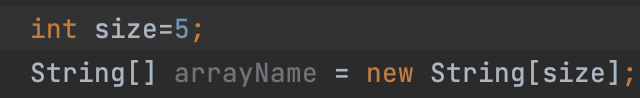 int size=5;
String[] arrayName = new String[size];